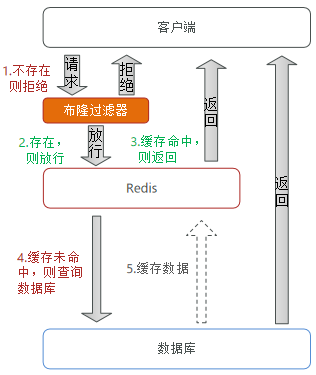 客户端
请求
拒绝
1.不存在
则拒绝
布隆过滤器
返回
返回
2.存在，
则放行
放行
3.缓存命中，
则返回
Redis
4.缓存未命
中，则查询
数据库
5.缓存数据
数据库